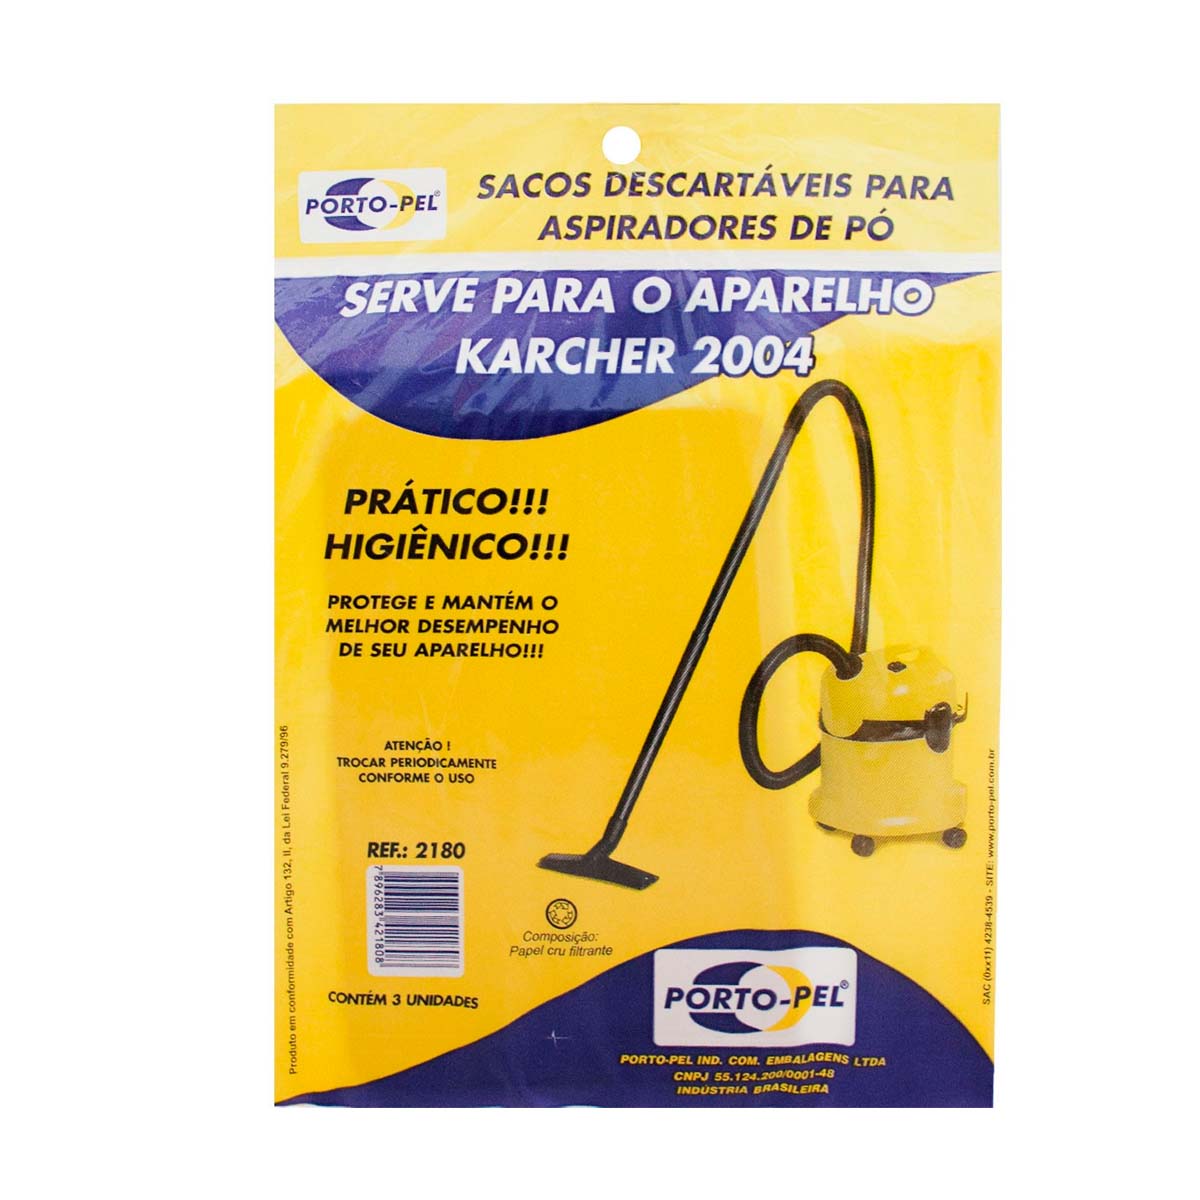 PORTO-PEL®
SACOS DESCARTÁVEIS PARA
ASPIRADORES DE PÓ
SERVE PARA O APARELHO
KARCHER 2004
PRÁTICO!!!
HIGIÊNICO!!!
PROTEGE E MANTÉM O
MELHOR DESEMPENHO
DE SEU APARELHO!!!
ATENÇÃO !
TROCAR PERIODICAMENTE
CONFORME O USO
REF.: 2180
7 896283 421808
CONTÉM 3 UNIDADES
Composição:
Papel cru filtrante
PORTO-PEL®
PORTO-PEL IND. COM. EMBALAGENS LTDA
CNPJ 55.124.200/0001-48
INDÚSTRIA BRASILEIRA
Produto em conformidade com Artigo 132, II, da Lei Federal 9.279/96
SAC (0xx11) 4238-4539 - SITE: www.porto-pel.com.br